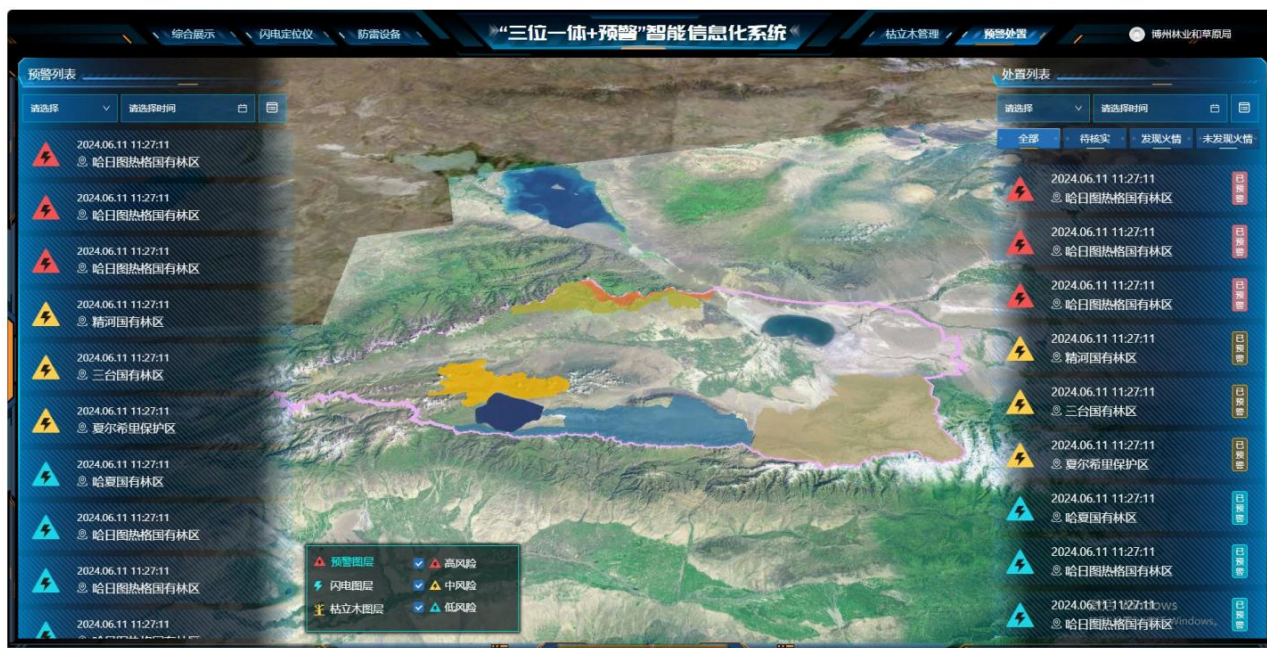 综合展示
闪电定位仪
防雷设备
“三位一体+预警”智能信息化系统
枯立木管理
预警处置
博州林业和草原局
预警列表
请选择
请选择时间
2024.06.11 11:27:11
哈日图热格国有林区
2024.06.11 11:27:11
哈日图热格国有林区
2024.06.11 11:27:11
哈日图热格国有林区
2024.06.11 11:27:11
精河国有林区
2024.06.11 11:27:11
三台国有林区
2024.06.11 11:27:11
夏尔希里保护区
2024.06.11 11:27:11
哈夏国有林区
2024.06.11 11:27:11
哈日图热格国有林区
2024.06.11 11:27:11
哈日图热格国有林区
2024.06.11 11:27:11
预警图层
闪电图层
枯立木图层
高风险
中风险
低风险
处置列表
请选择
请选择时间
全部
待核实
发现火情
未发现火情
2024.06.11 11:27:11
哈日图热格国有林区
已预警
2024.06.11 11:27:11
哈日图热格国有林区
已预警
2024.06.11 11:27:11
哈日图热格国有林区
已预警
2024.06.11 11:27:11
精河国有林区
已预警
2024.06.11 11:27:11
三台国有林区
已预警
2024.06.11 11:27:11
夏尔希里保护区
已预警
2024.06.11 11:27:11
哈夏国有林区
已预警
2024.06.11 11:27:11
哈日图热格国有林区
已预警
2024.06.11 11:27:11
哈日图热格国有林区
已预警